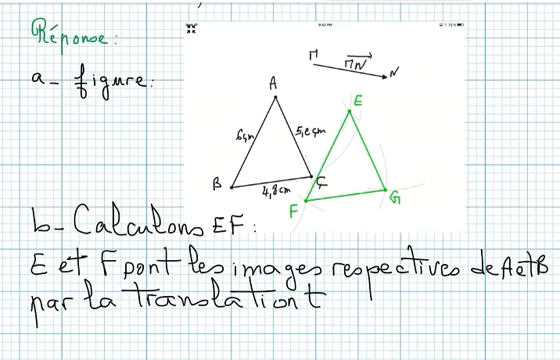 Réponse:
a- figure:
M MN N
A
E
6cm 5,2cm
B 4,8cm C
F G
b- Calculons EF:
E et F sont les images respectives de A et B
par la translation t